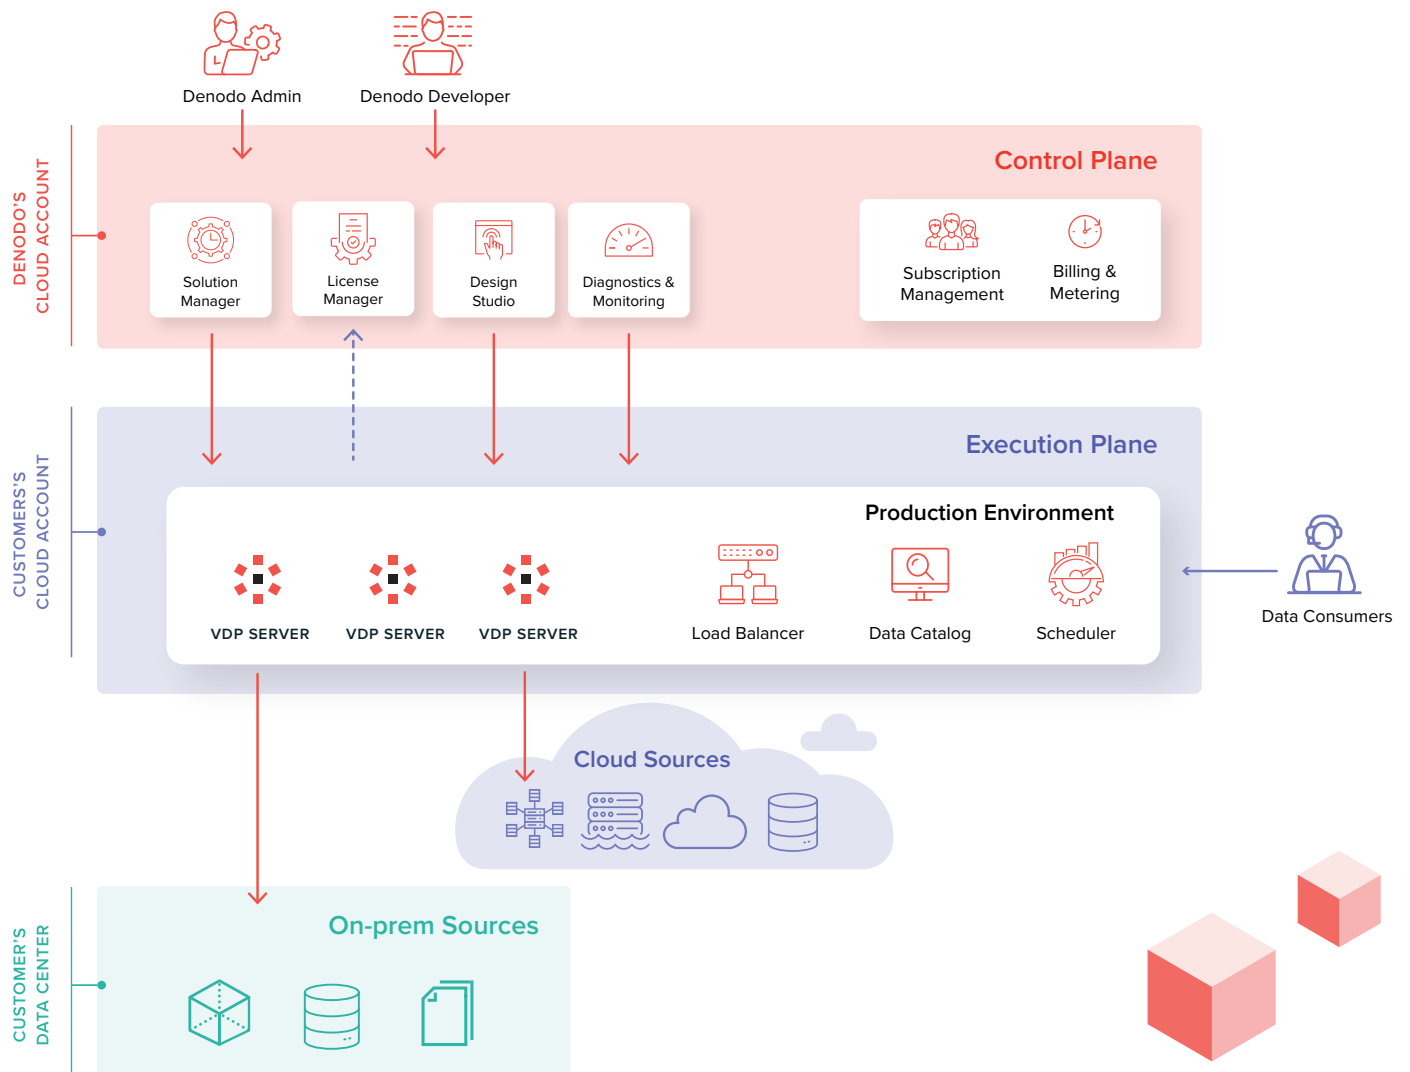 Denodo Admin
Denodo Developer
DENODO'S
CLOUD ACCOUNT
Control Plane
Solution
Manager
License
Manager
Design
Studio
Diagnostics &
Monitoring
Subscription
Management
Billing &
Metering
CUSTOMERS'S
CLOUD ACCOUNT
Execution Plane
Production Environment
VDP SERVER
VDP SERVER
VDP SERVER
Load Balancer
Data Catalog
Scheduler
Data Consumers
Cloud Sources
CUSTOMER'S
DATA CENTER
On-prem Sources